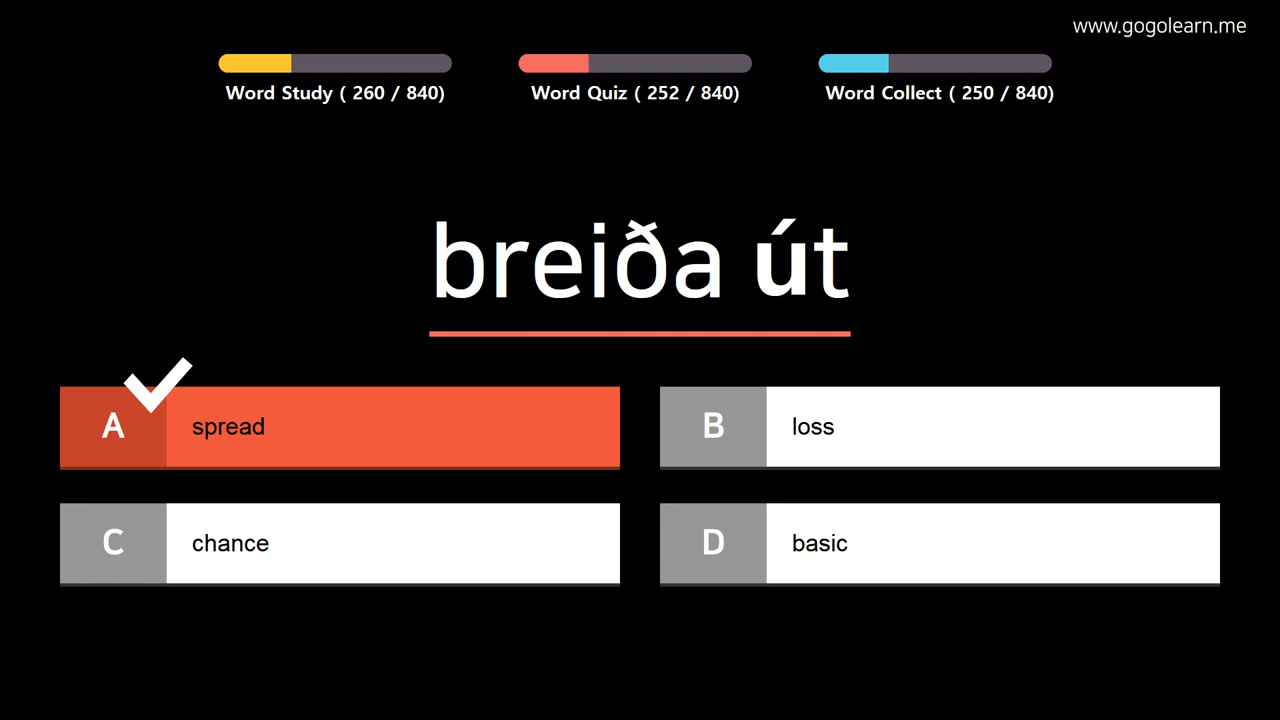 www.gogolearn.me
Word Study ( 260 / 840)
Word Quiz ( 252 / 840)
Word Collect ( 250 / 840)
breiða út
A spread
B loss
C chance
D basic